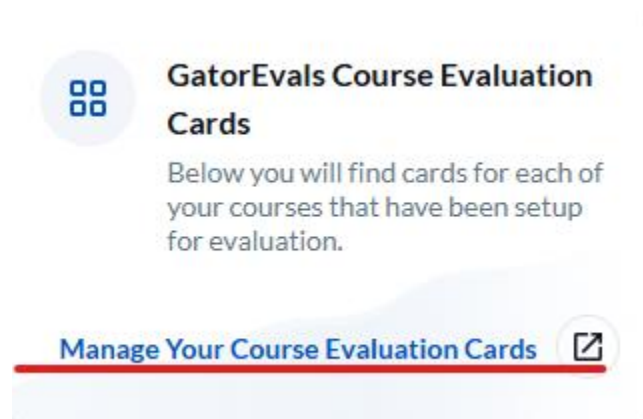 GatorEvals Course Evaluation
Cards
Below you will find cards for each of
your courses that have been setup
for evaluation.
Manage Your Course Evaluation Cards